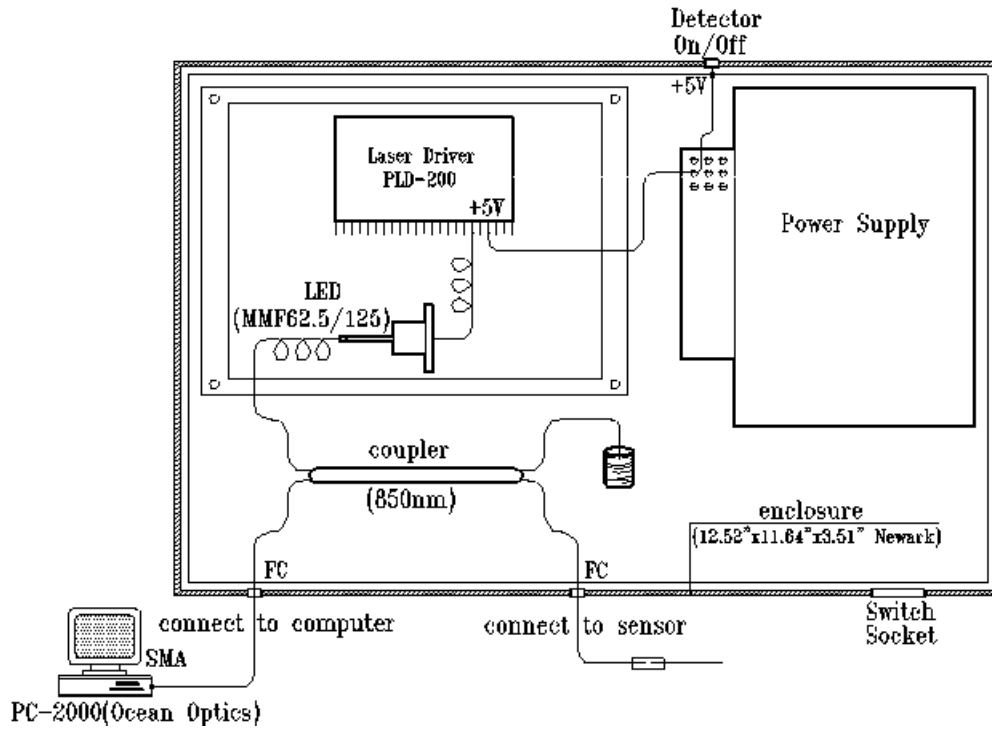 Detector
On/Off
+5V
Laser Driver
PLD-200
+5V
Power Supply
LED
(MMF62.5/125)
coupler
(850nm)
enclosure
(12.52"x11.64"x3.51" Newark)
FC
FC
connect to computer
connect to sensor
Switch
Socket
SMA
PC-2000(Ocean Optics)